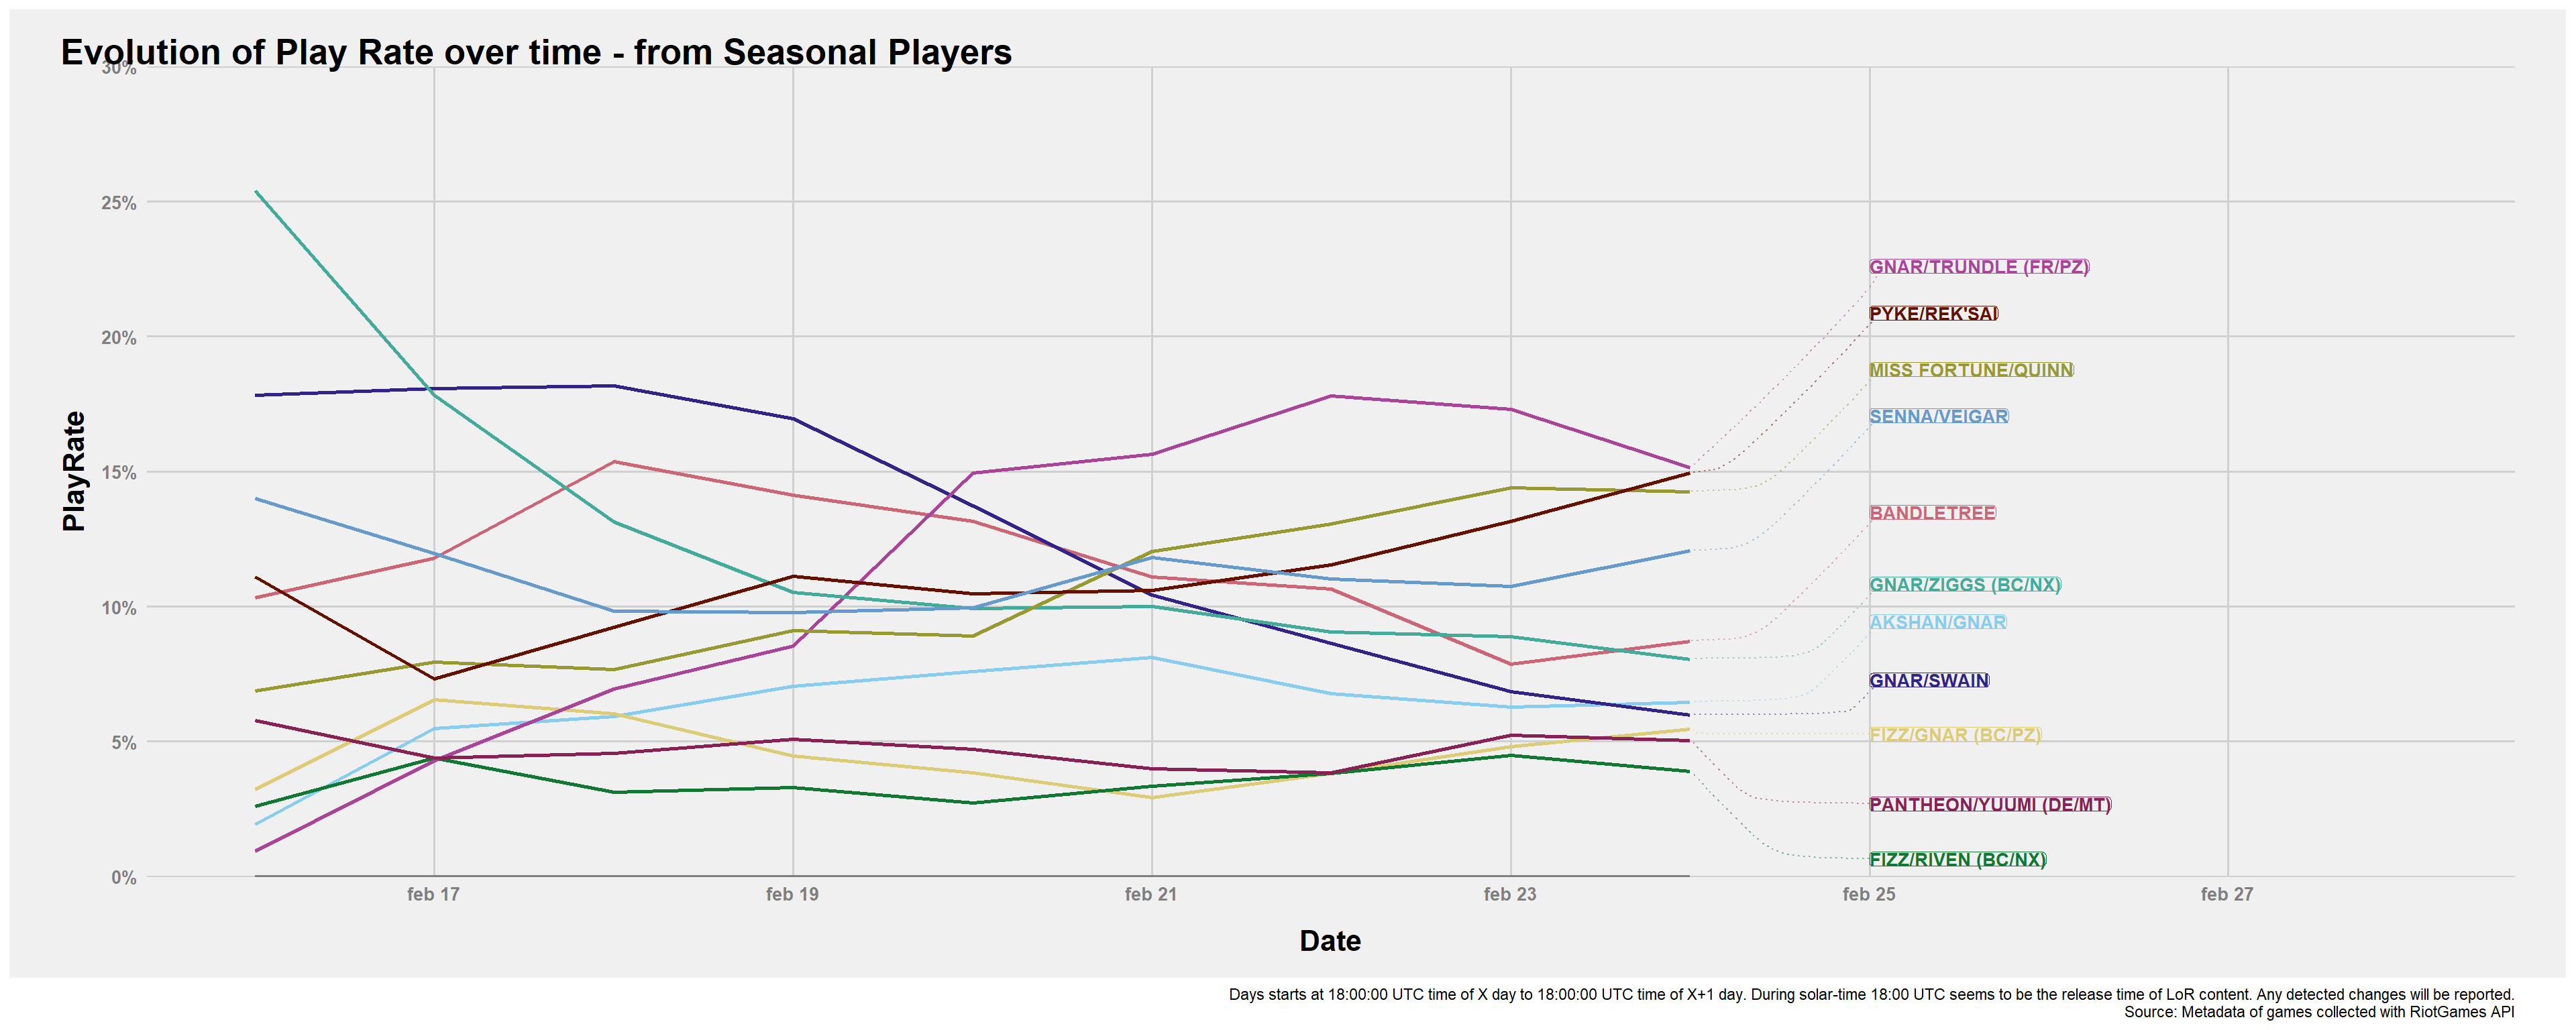 Evolution of Play Rate over time - from Seasonal Players
30%
25%
20%
15%
10%
5%
0%
PlayRate
GNAR/TRUNDLE (FR/PZ)
PYKE/REK'SAI
MISS FORTUNE/QUINN
SENNA/VEIGAR
BANDLETREE
GNAR/ZIGGS (BC/NX)
AKSHAN/GNAR
GNAR/SWAIN
FIZZ/GNAR (BC/PZ)
PANTHEON/YUUMI (DE/MT)
FIZZ/RIVEN (BC/NX)
feb 17
feb 19
feb 21
feb 23
feb 25
feb 27
Date
Days starts at 18:00:00 UTC time of X day to 18:00:00 UTC time of X+1 day. During solar-time 18:00 UTC seems to be the release time of LoR content. Any detected changes will be reported.
Source: Metadata of games collected with RiotGames API